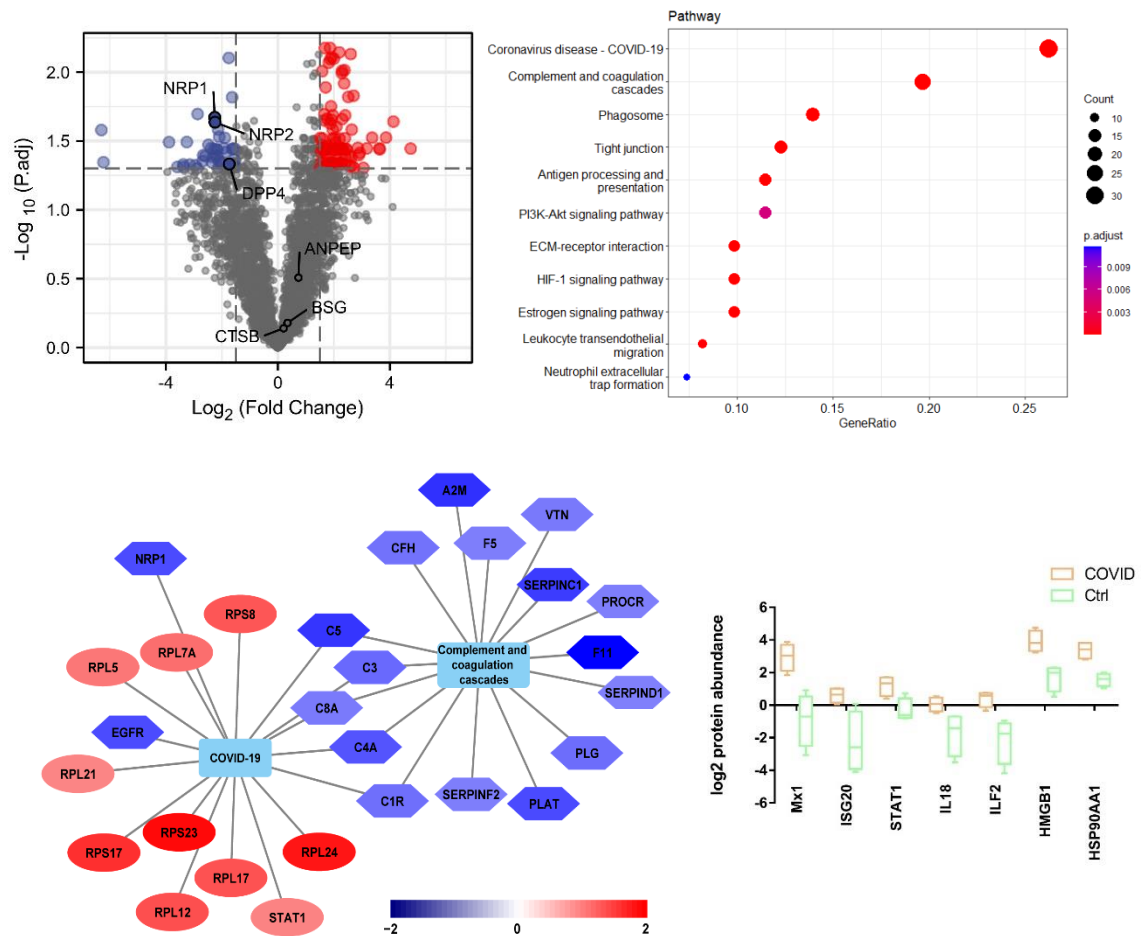 NRP1
NRP2
DPP4
ANPEP
BSG
CTSB
2.0
1.5
1.0
0.5
0.0
-4
0
4
-Log 10 (P.adj)
Log2 (Fold Change)
Pathway
Coronavirus disease - COVID-19
Complement and coagulation
cascades
Phagosome
Tight junction
Antigen processing and
presentation
PI3K-Akt signaling pathway
ECM-receptor interaction
HIF-1 signaling pathway
Estrogen signaling pathway
Leukocyte transendothelial
migration
Neutrophil extracellular
trap formation
0.10
0.15
0.20
0.25
GeneRatio
Count
10
15
20
25
30
p.adjust
0.009
0.006
0.003
A2M
VTN
CFH
F5
NRP1
SERPINC1
PROCR
RPS8
C5
RPL7A
RPL5
C3
Complement and
coagulation
cascades
F11
SERPIND1
C8A
EGFR
COVID-19
C4A
PLG
RPL21
C1R
SERPINF2
PLAT
RPS23
RPS17
RPL24
RPL17
RPL12
STAT1
−2
0
2
COVID
Ctrl
log2 protein abundance
6
4
2
0
-2
-4
-6
Mx1
ISG20
STAT1
IL18
ILF2
HMGB1
HSP90AA1